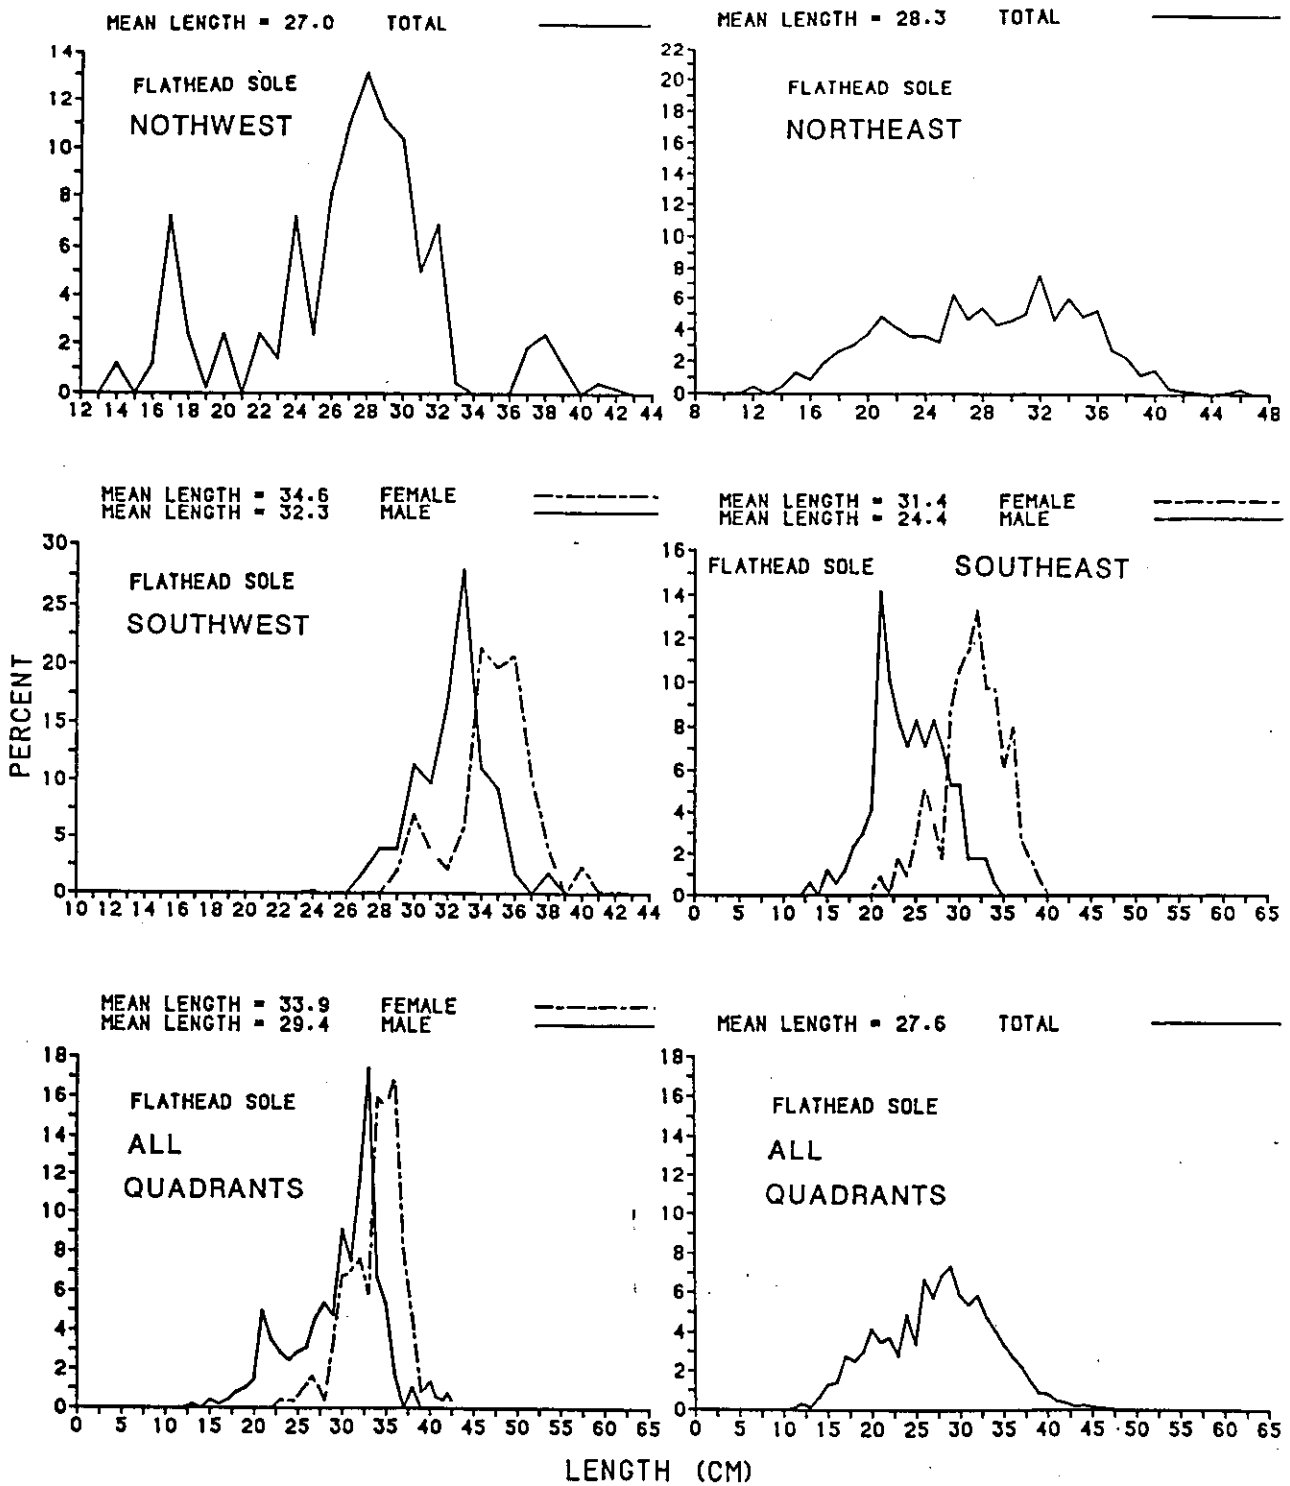 MEAN LENGTH = 27.0 TOTAL
14
12
10
8
6
4
2
0
FLATHEAD SOLE
NOTHWEST
12 14 16 18 20 22 24 26 28 30 32 34 36 38 40 42 44
MEAN LENGTH = 28.3 TOTAL
22
20
18
16
14
12
10
8
6
4
2
0
FLATHEAD SOLE
NORTHEAST
8 12 16 20 24 28 32 36 40 44 48
MEAN LENGTH = 34.6 FEMALE
MEAN LENGTH = 32.3 MALE
30
25
20
15
10
5
0
FLATHEAD SOLE
SOUTHWEST
10 12 14 16 18 20 22 24 26 28 30 32 34 36 38 40 42 44
PERCENT
MEAN LENGTH = 31.4 FEMALE
MEAN LENGTH = 24.4 MALE
16
14
12
10
8
6
4
2
0
FLATHEAD SOLE SOUTHEAST
0 5 10 15 20 25 30 35 40 45 50 55 60 65
MEAN LENGTH = 33.9 FEMALE
MEAN LENGTH = 29.4 MALE
18
16
14
12
10
8
6
4
2
0
FLATHEAD SOLE
ALL
QUADRANTS
0 5 10 15 20 25 30 35 40 45 50 55 60 65
MEAN LENGTH = 27.6 TOTAL
18
16
14
12
10
8
6
4
2
0
FLATHEAD SOLE
ALL
QUADRANTS
0 5 10 15 20 25 30 35 40 45 50 55 60 65
LENGTH (CM)